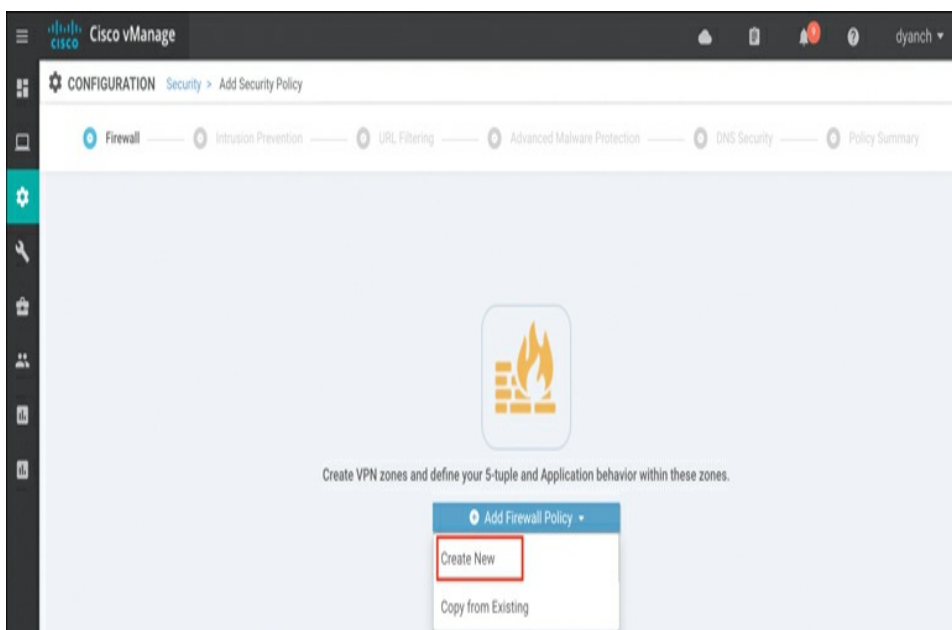 cisco Cisco vManage dyanch
CONFIGURATION Security > Add Security Policy
Firewall Intrusion Prevention URL Filtering Advanced Malware Protection DNS Security Policy Summary
Create VPN zones and define your 5-tuple and Application behavior within these zones.
Add Firewall Policy
Create New
Copy from Existing